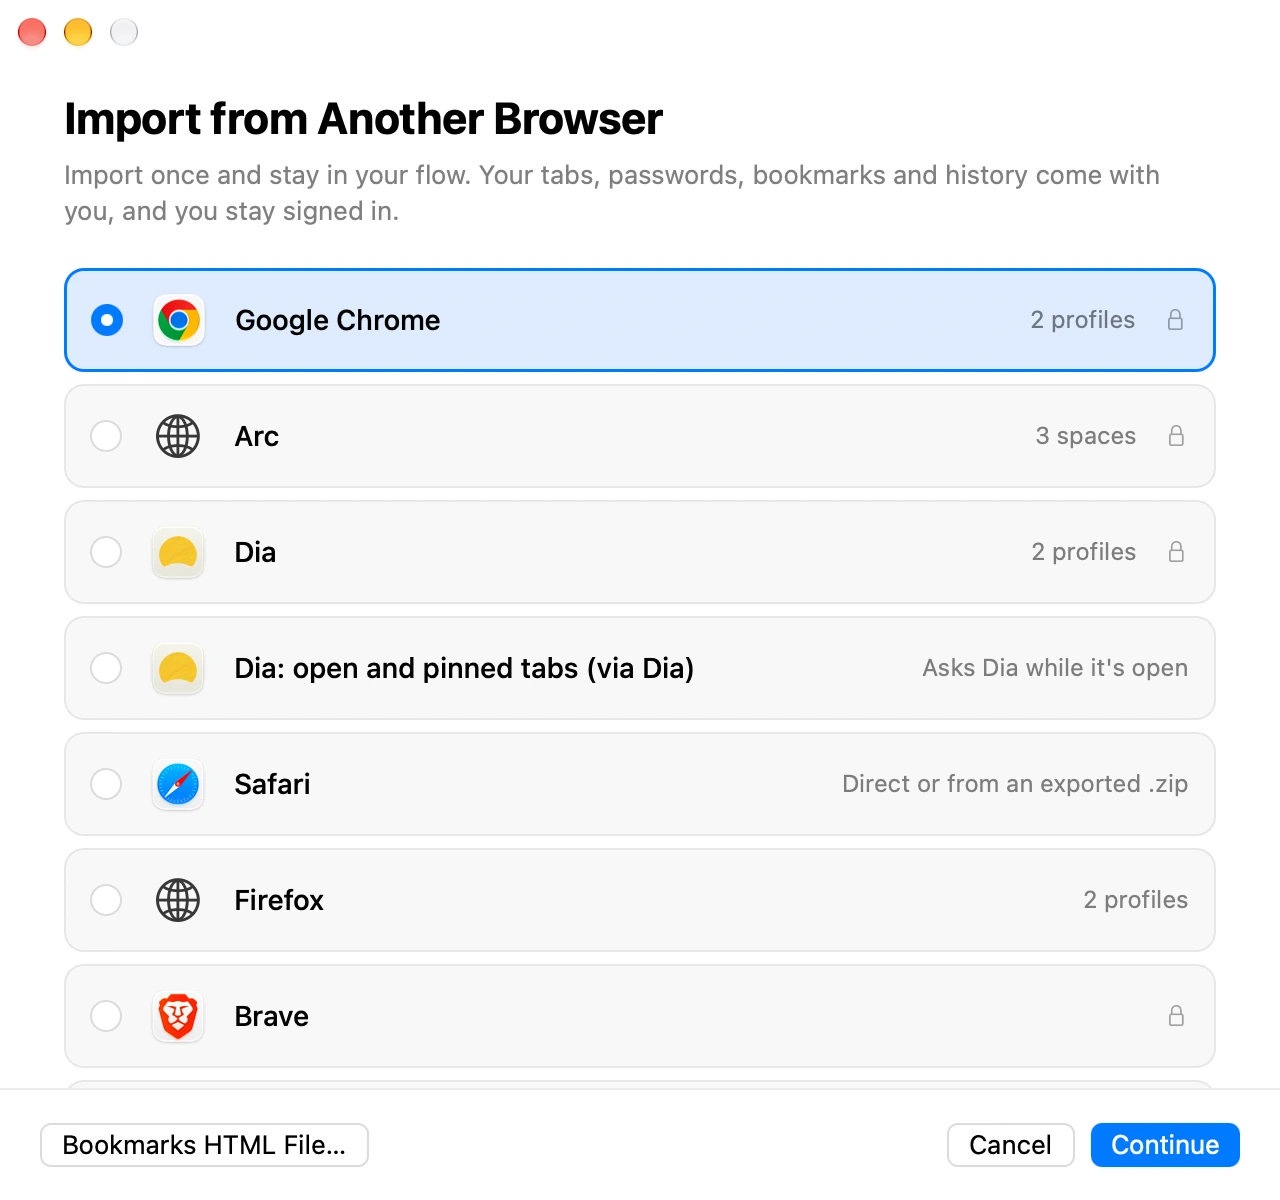 Import from Another Browser
Import once and stay in your flow. Your tabs, passwords, bookmarks and history come with
you, and you stay signed in.
Google Chrome 2 profiles
Arc 3 spaces
Dia 2 profiles
Dia: open and pinned tabs (via Dia) Asks Dia while it's open
Safari Direct or from an exported .zip
Firefox 2 profiles
Brave
Bookmarks HTML File... Cancel Continue